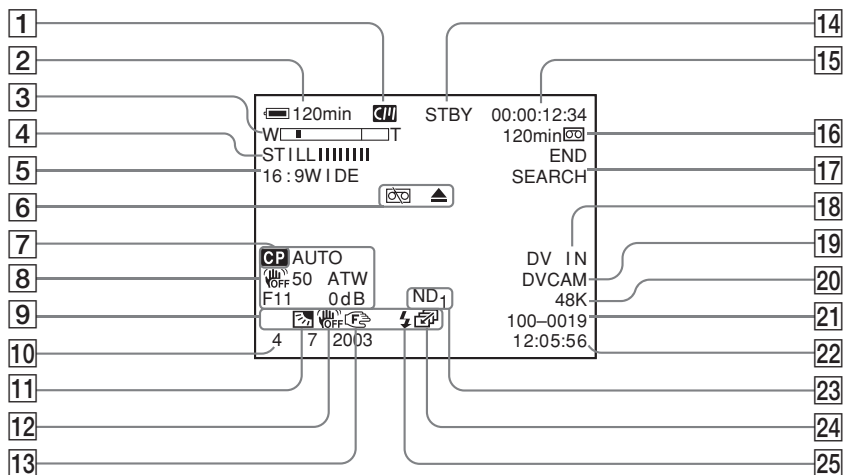 1
2
3
4
5
6
7
8
9
10
11
12
13
14
15
16
17
18
19
20
21
22
23
24
25
120min
STBY
00:00:12:34
W T
120min
STILL
END
16:9WIDE
SEARCH
CP AUTO
DV IN
OFF 50 ATW
DVCAM
F11 0dB
ND1
48K
OFF F
100–0019
4 7 2003
12:05:56